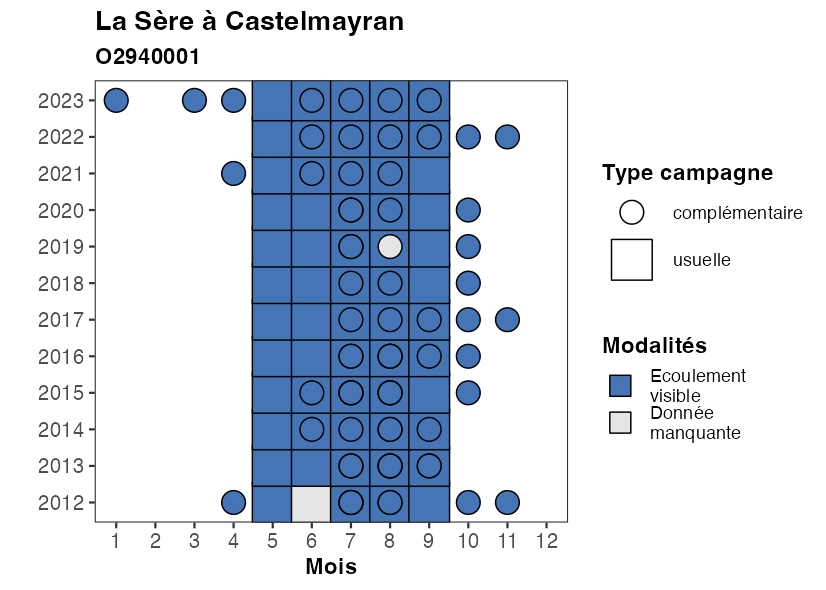 La Sère à Castelmayran
O2940001
2023
2022
2021
2020
2019
2018
2017
2016
2015
2014
2013
2012
1 2 3 4 5 6 7 8 9 10 11 12
Mois
Type campagne
complémentaire
usuelle
Modalités
Ecoulement
visible
Donnée
manquante